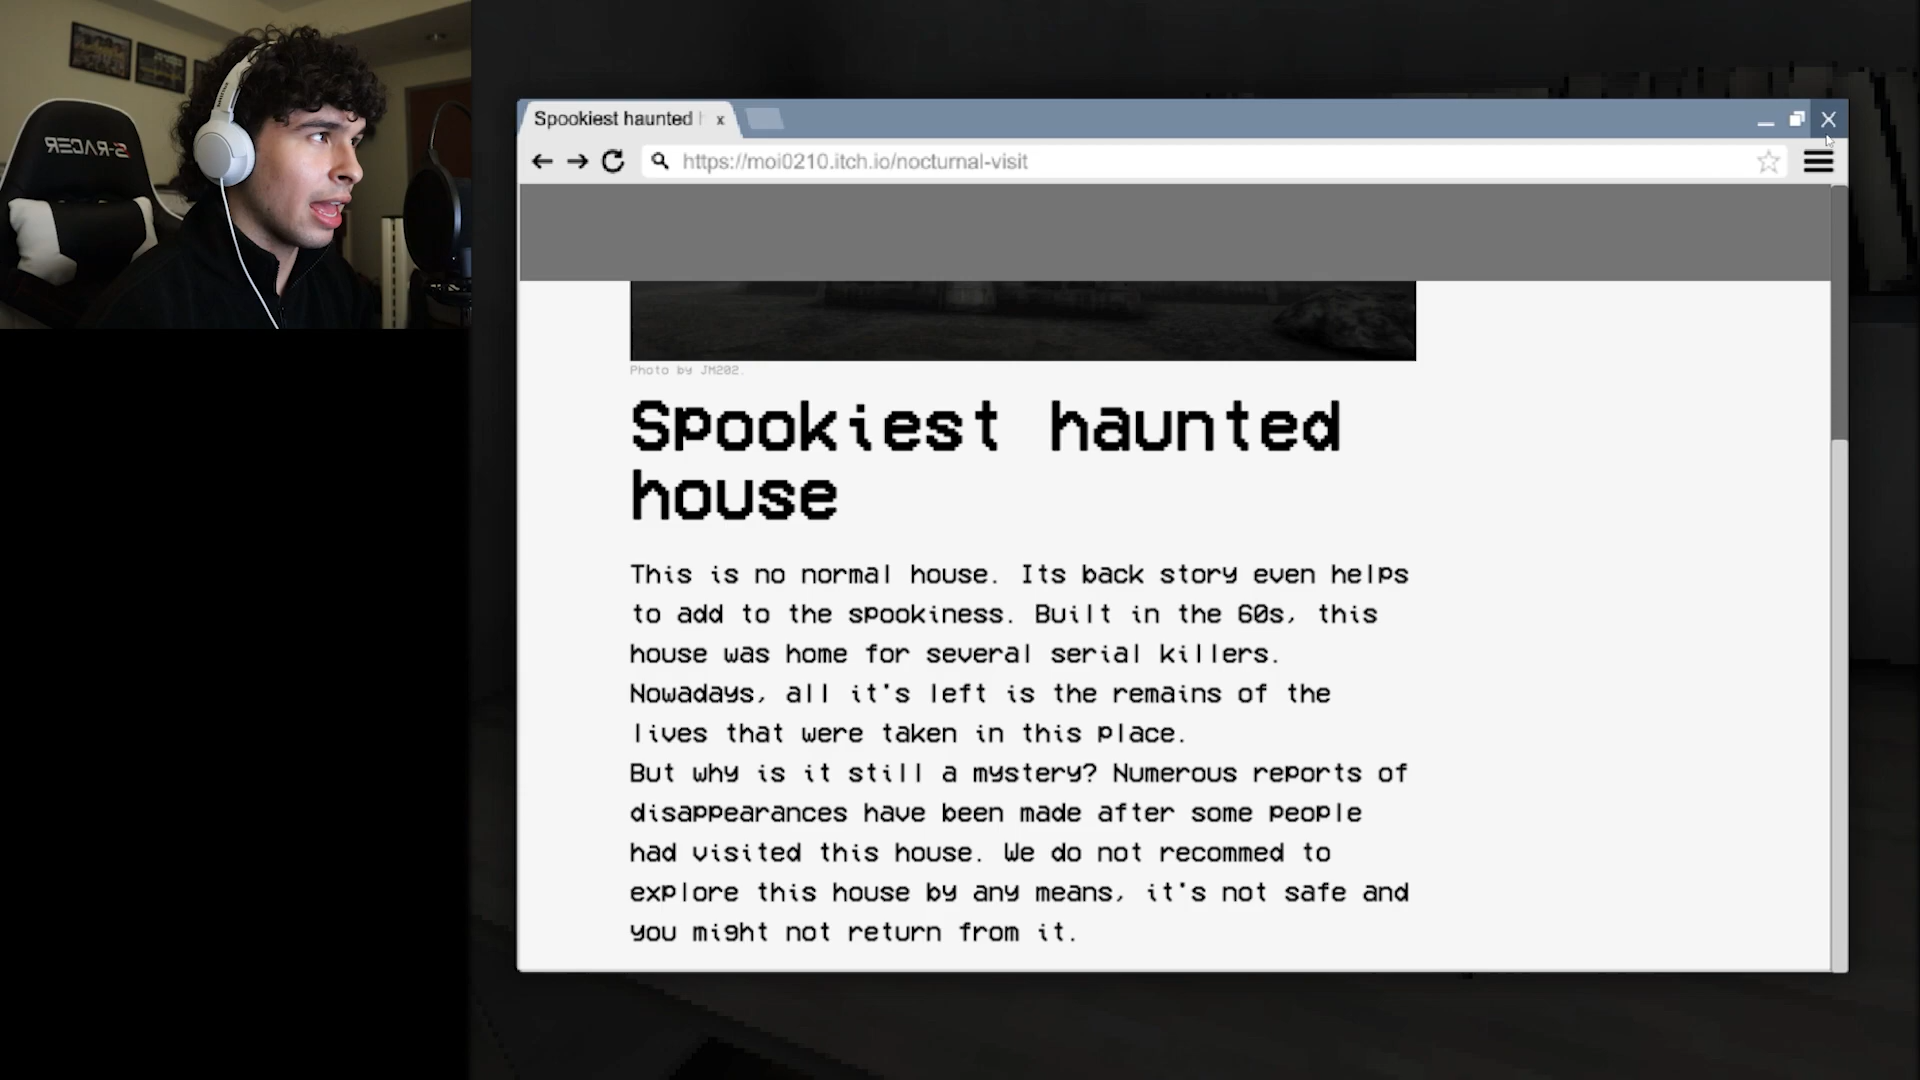 S-RACER
Spookiest haunted
x
https://moi0210.itch.io/nocturnal-visit
Photo by JM202.
Spookiest haunted
house
This is no normal house. Its back story even helps
to add to the spookiness. Built in the 60s, this
house was home for several serial killers.
Nowadays, all it's left is the remains of the
lives that were taken in this place.
But why is it still a mystery? Numerous reports of
disappearances have been made after some people
had visited this house. We do not recommed to
explore this house by any means, it's not safe and
you might not return from it.